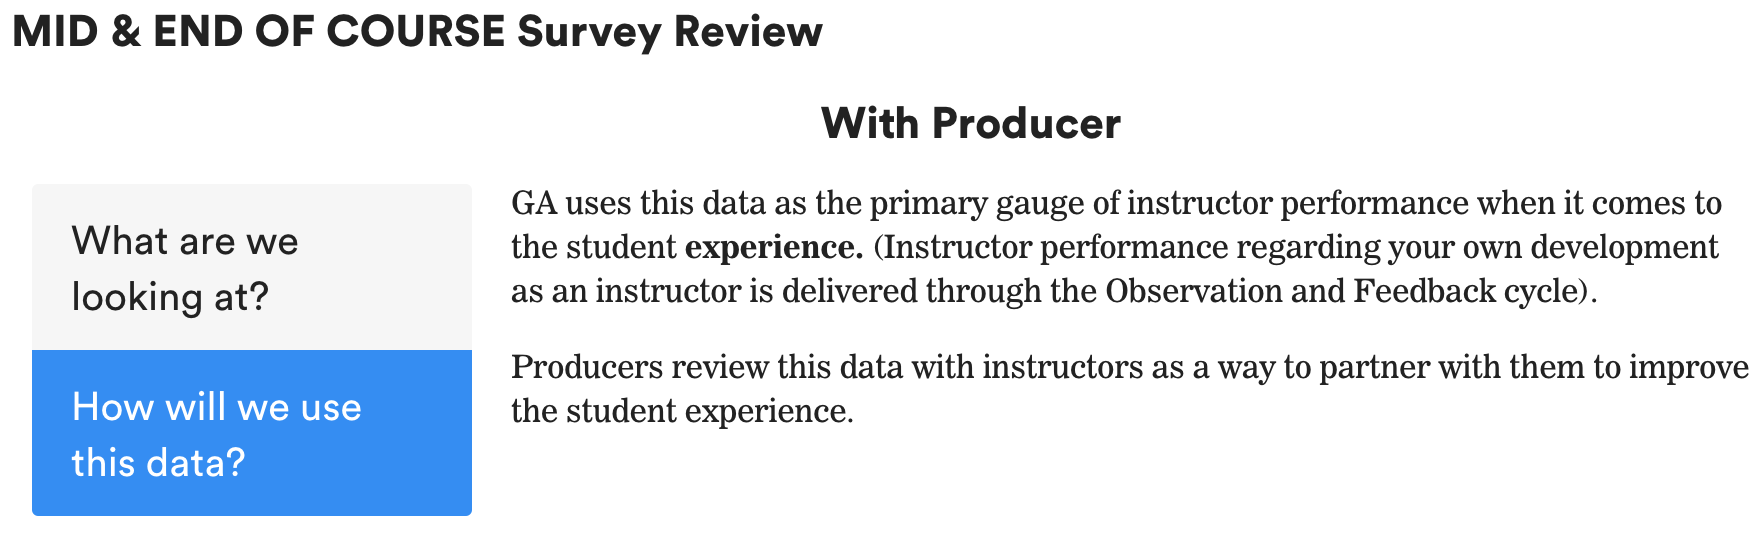 MID & END OF COURSE Survey Review
With Producer
What are we
looking at?
How will we use
this data?
GA uses this data as the primary gauge of instructor performance when it comes to
the student experience. (Instructor performance regarding your own development
as an instructor is delivered through the Observation and Feedback cycle).
Producers review this data with instructors as a way to partner with them to improve
the student experience.